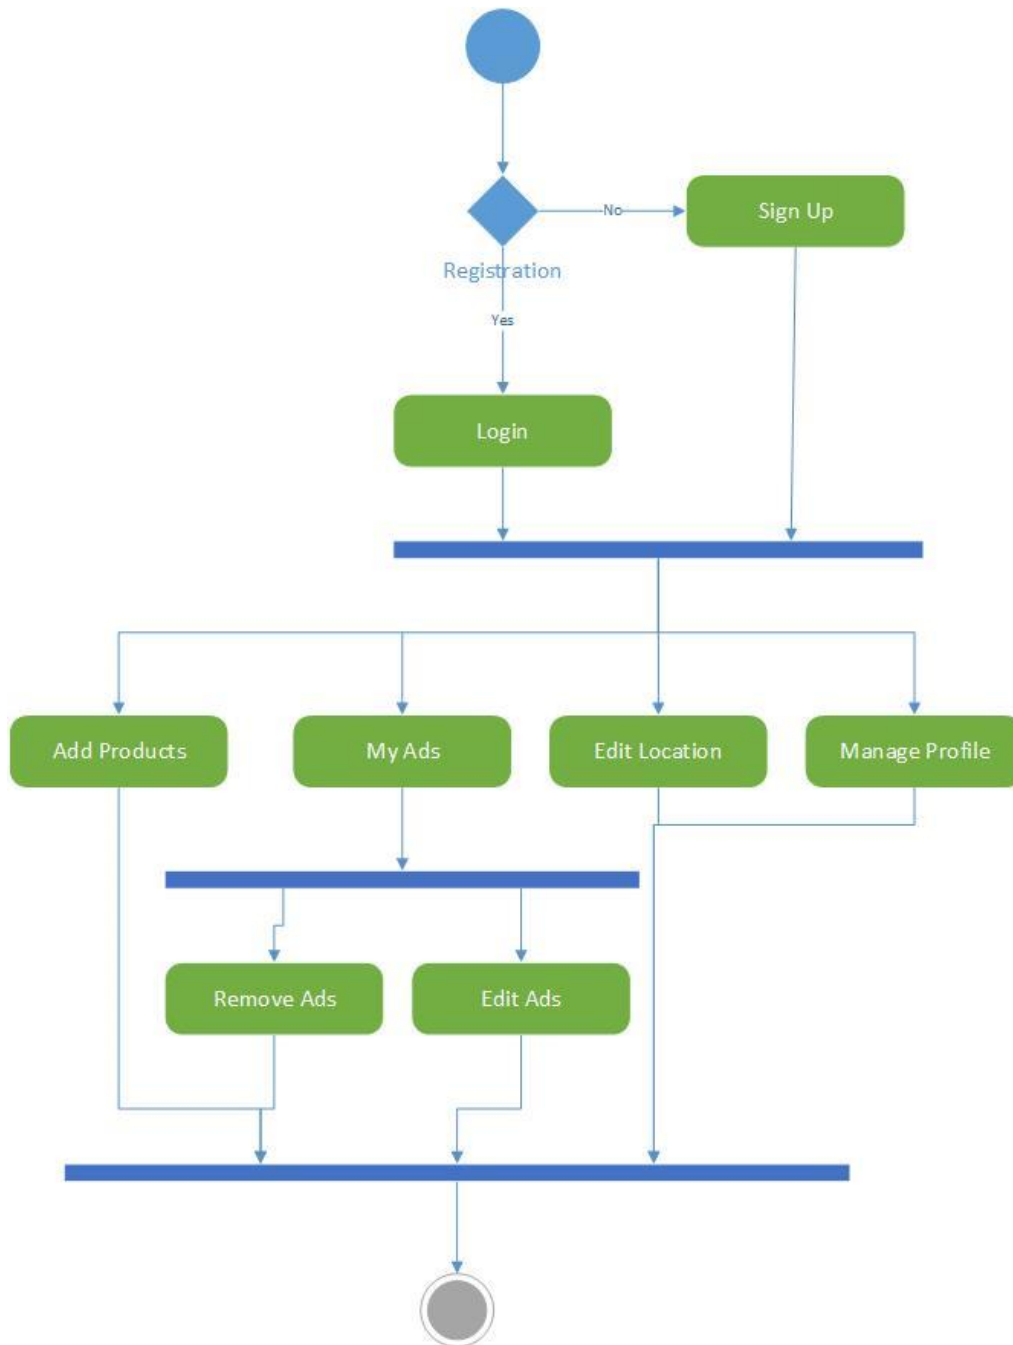 No
Sign Up
Registration
Yes
Login
Add Products
My Ads
Edit Location
Manage Profile
Remove Ads
Edit Ads